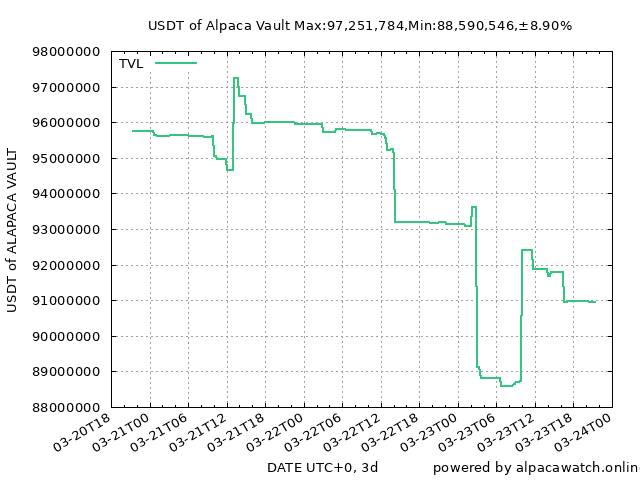 USDT of Alpaca Vault Max:97,251,784,Min:88,590,546,±8.90%
TVL
98000000
97000000
96000000
95000000
94000000
93000000
92000000
91000000
90000000
89000000
88000000
USDT of ALAPACA VAULT
03-20T18
03-21T00
03-21T06
03-21T12
03-21T18
03-22T00
03-22T06
03-22T12
03-22T18
03-23T00
03-23T06
03-23T12
03-23T18
03-24T00
DATE UTC+0, 3d
powered by alpacawatch.onlin